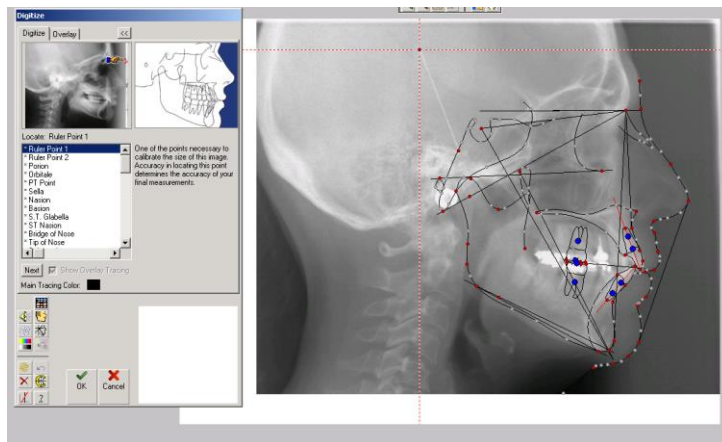 Digitize
Digitize Overlay <<
Locate: Ruler Point 1
* Ruler Point 1
* Ruler Point 2
* Porion
* Orbitale
* PT Point
* Sella
* Nasion
* Basion
* S.T. Glabella
* ST Nasion
* Bridge of Nose
* Tip of Nose
One of the points necessary to
calibrate the size of this image.
Accuracy in locating this point
determines the accuracy of your
final measurements.
Next Show Overlay Tracing
Main Tracing Color:
OK Cancel